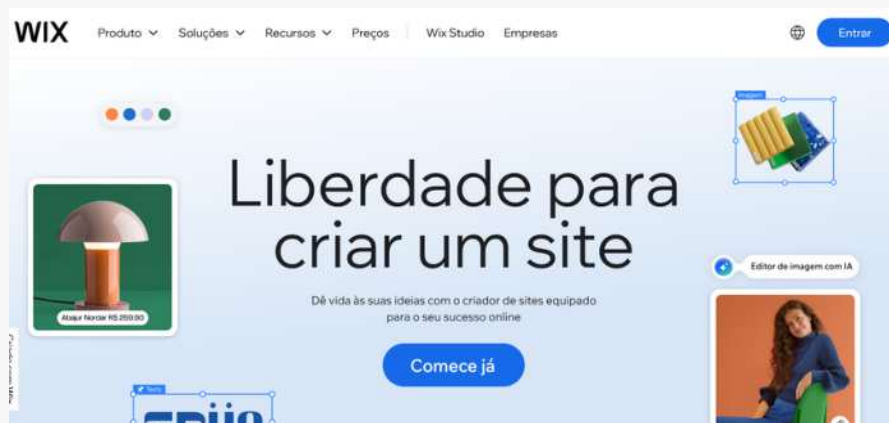 WIX
Produto
Soluções
Recursos
Preços
Wix Studio
Empresas
Entrar
Imagem
Liberdade para
criar um site
Abajur Nordar R$ 259.90
Editor de imagem com IA
Dê vida às suas ideias com o criador de sites equipado
para o seu sucesso online
Comece já
Texto